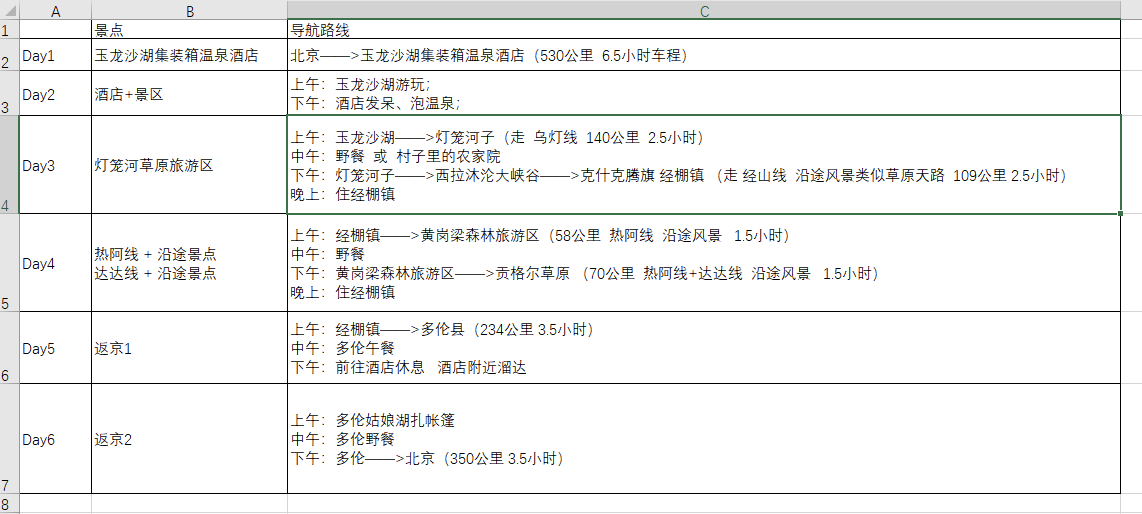 A B C
1 景点 导航路线
2 Day1 玉龙沙湖集装箱温泉酒店 北京——>玉龙沙湖集装箱温泉酒店（530公里 6.5小时车程）
3 Day2 酒店+景区 上午：玉龙沙湖游玩；
下午：酒店发呆、泡温泉；
4 Day3 灯笼河草原旅游区 上午：玉龙沙湖——>灯笼河子（走 乌灯线 140公里 2.5小时）
中午：野餐 或 村子里的农家院
下午：灯笼河子——>西拉沐沦大峡谷——>克什克腾旗 经棚镇 （走 经山线 沿途风景类似草原天路 109公里 2.5小时）
晚上：住经棚镇
5 Day4 热阿线 + 沿途景点
达达线 + 沿途景点
上午：经棚镇——>黄岗梁森林旅游区（58公里 热阿线 沿途风景 1.5小时）
中午：野餐
下午：黄岗梁森林旅游区——>贡格尔草原 （70公里 热阿线+达达线 沿途风景 1.5小时）
晚上：住经棚镇
6 Day5 返京1 上午：经棚镇——>多伦县（234公里 3.5小时）
中午：多伦午餐
下午：前往酒店休息 酒店附近溜达
7 Day6 返京2 上午：多伦姑娘湖扎帐篷
中午：多伦野餐
下午：多伦——>北京（350公里 3.5小时）
8